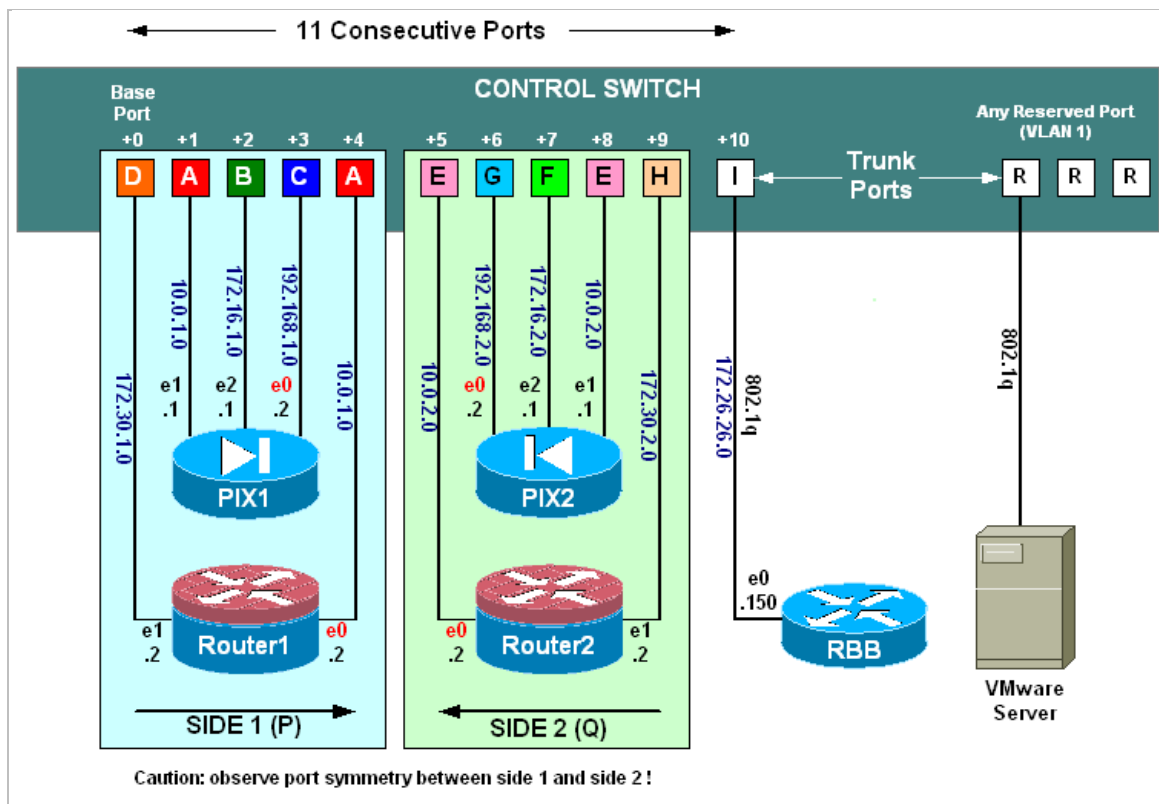 11 Consecutive Ports
CONTROL SWITCH
Base
Port
Any Reserved Port
(VLAN 1)
+0
+1
+2
+3
+4
+5
+6
+7
+8
+9
+10
D
A
B
C
A
E
G
F
E
H
I
Trunk
Ports
R
R
R
172.30.1.0
10.0.1.0
172.16.1.0
192.168.1.0
10.0.1.0
10.0.2.0
192.168.2.0
172.16.2.0
10.0.2.0
172.30.2.0
172.26.26.0
802.1q
802.1q
e1
.1
e2
.1
e0
.2
e0
.2
e2
.1
e1
.1
PIX1
PIX2
e1
.2
Router1
e0
.2
e0
.2
Router2
e1
.2
e0
.150
RBB
VMware
Server
SIDE 1 (P)
SIDE 2 (Q)
Caution: observe port symmetry between side 1 and side 2 !